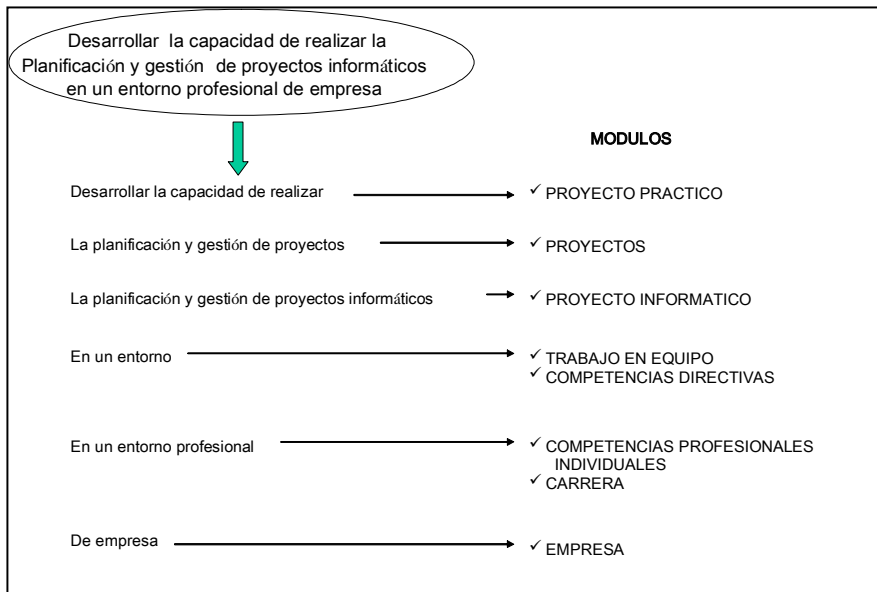 Desarrollar la capacidad de realizar la
Planificación y gestión de proyectos informáticos
en un entorno profesional de empresa
MODULOS
Desarrollar la capacidad de realizar
✓ PROYECTO PRACTICO
La planificación y gestión de proyectos
✓ PROYECTOS
La planificación y gestión de proyectos informáticos
✓ PROYECTO INFORMATICO
En un entorno
✓ TRABAJO EN EQUIPO
✓ COMPETENCIAS DIRECTIVAS
En un entorno profesional
✓ COMPETENCIAS PROFESIONALES
INDIVIDUALES
✓ CARRERA
De empresa
✓ EMPRESA